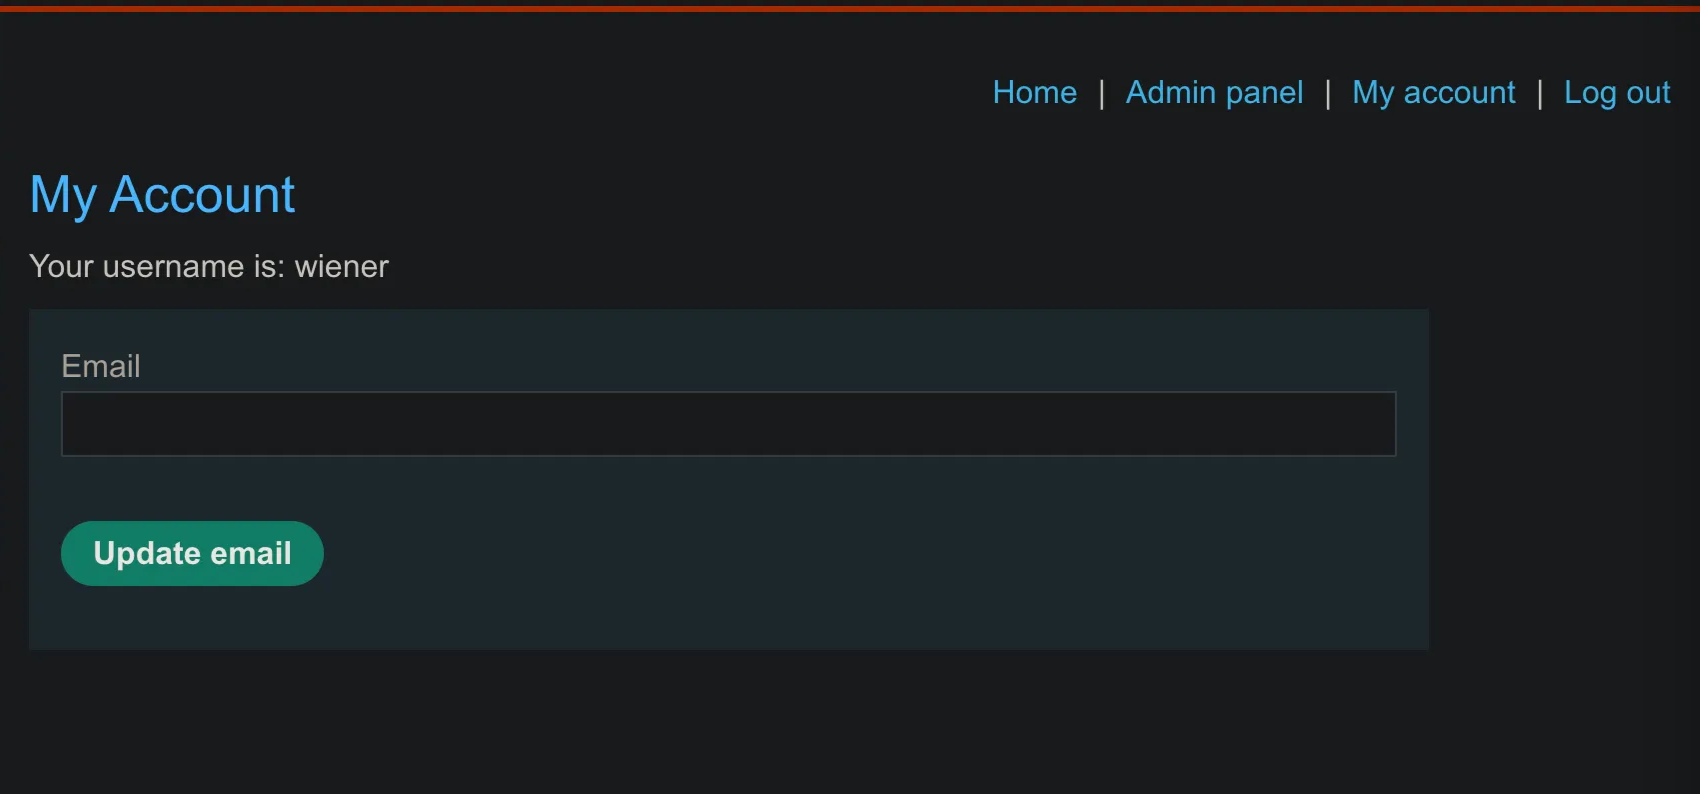 Home | Admin panel | My account | Log out
My Account
Your username is: wiener
Email
Update email